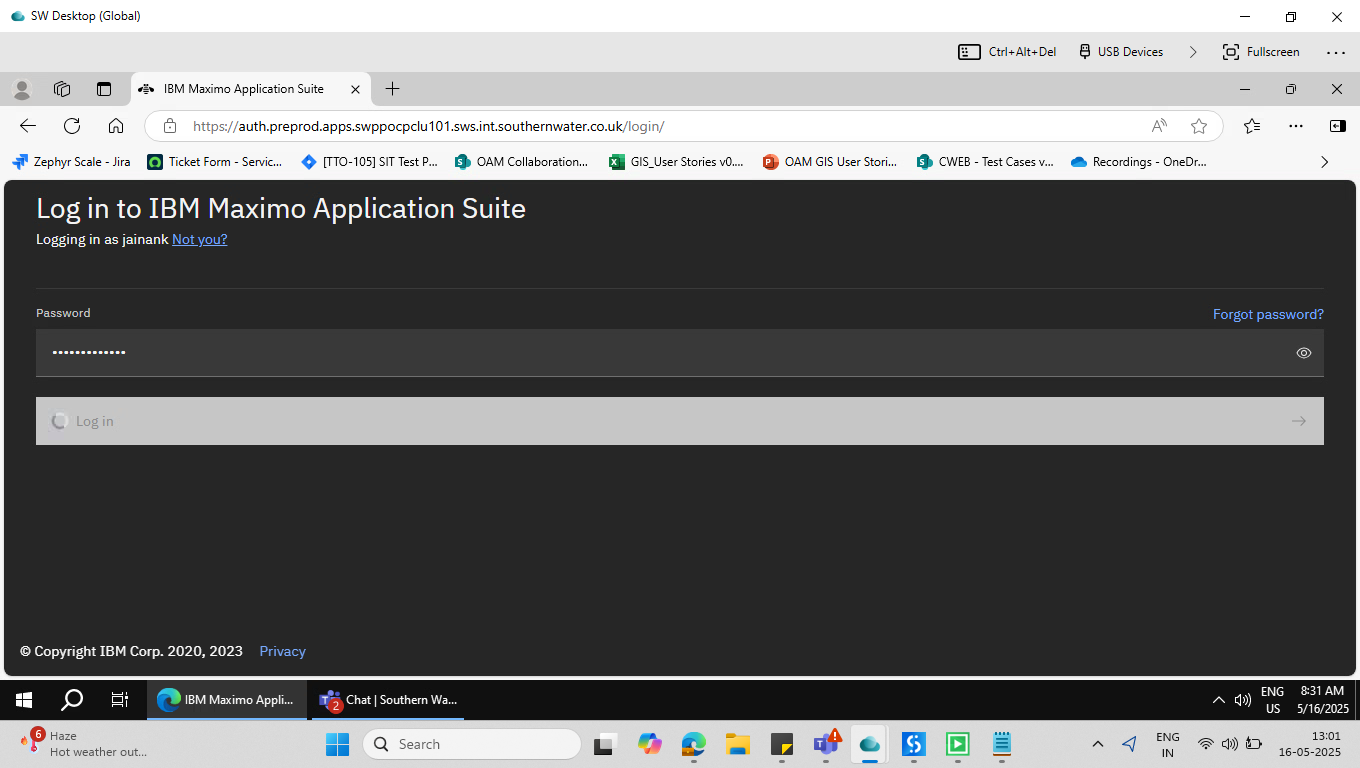 SW Desktop (Global)
Ctrl+Alt+Del
USB Devices
Fullscreen
IBM Maximo Application Suite
https://auth.preprod.apps.swppocpclu101.sws.int.southernwater.co.uk/login/
Zephyr Scale - Jira
Ticket Form - Servic...
[TTO-105] SIT Test P...
OAM Collaboration...
GIS_User Stories v0....
OAM GIS User Stori...
CWEB - Test Cases v...
Recordings - OneDr...
Log in to IBM Maximo Application Suite
Logging in as jainank Not you?
Password
Forgot password?
•••••••••••••
Log in
© Copyright IBM Corp. 2020, 2023 Privacy
IBM Maximo Appli...
2
Chat | Southern Wa...
ENG
US
8:31 AM
5/16/2025
6
Haze
Hot weather out...
Search
ENG
IN
13:01
16-05-2025